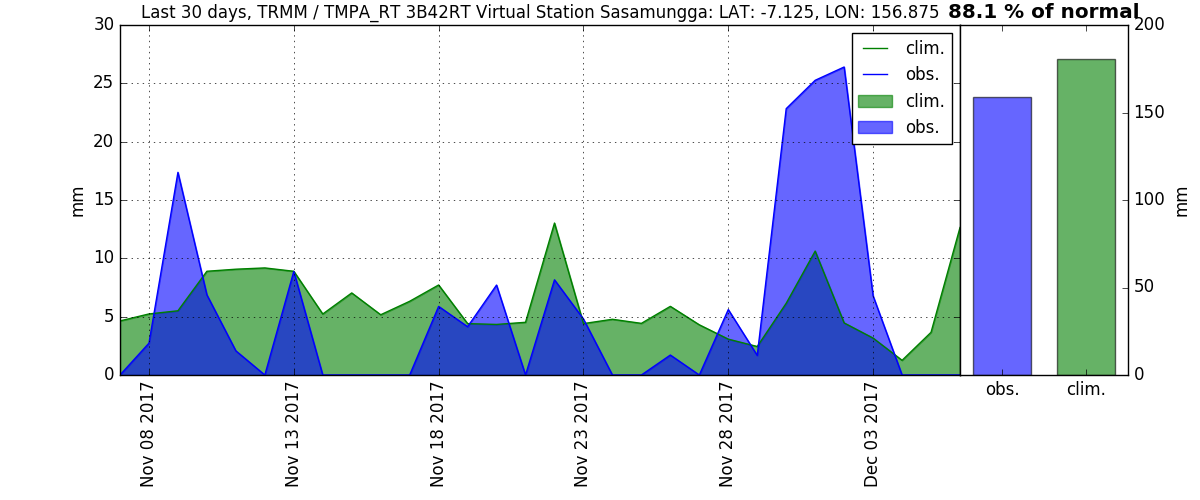 Last 30 days, TRMM / TMPA_RT 3B42RT Virtual Station Sasamungga: LAT: -7.125, LON: 156.875
88.1 % of normal
30
25
20
15
10
5
0
mm
clim.
obs.
clim.
obs.
200
150
100
50
0
mm
obs.
clim.
Nov 08 2017
Nov 13 2017
Nov 18 2017
Nov 23 2017
Nov 28 2017
Dec 03 2017